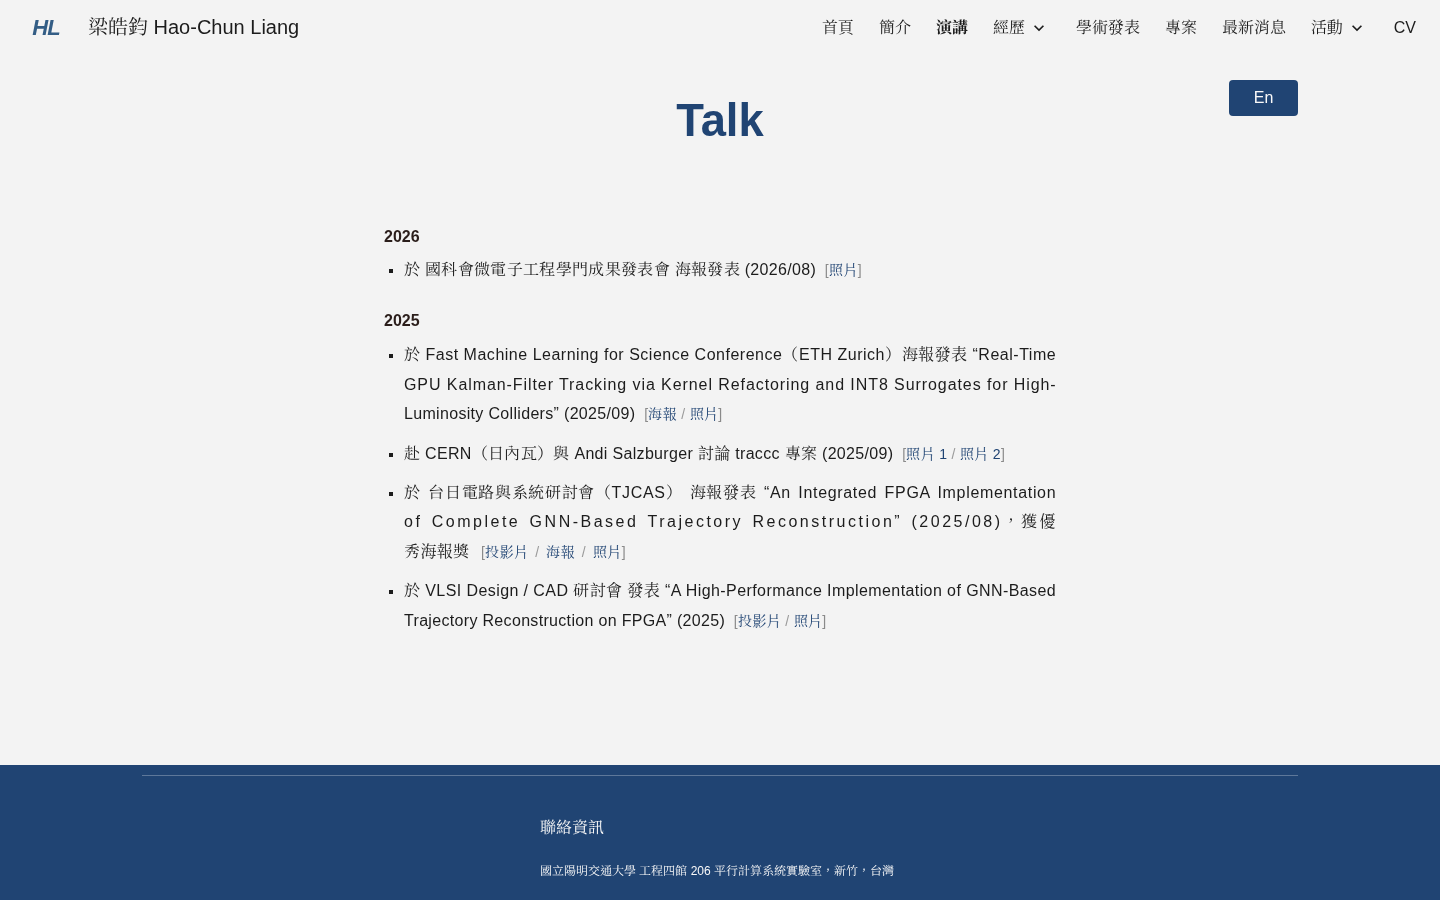 HL 梁皓鈞 Hao-Chun Liang 首頁 簡介 演講 經歷 學術發表 專案 最新消息 活動 CV
En
Talk
2026
於 國科會微電子工程學門成果發表會 海報發表 (2026/08) [照片]
2025
於 Fast Machine Learning for Science Conference（ETH Zurich）海報發表 “Real-Time
GPU Kalman-Filter Tracking via Kernel Refactoring and INT8 Surrogates for High-
Luminosity Colliders” (2025/09) [海報 / 照片]
赴 CERN（日內瓦）與 Andi Salzburger 討論 traccc 專案 (2025/09) [照片 1 / 照片 2]
於 台日電路與系統研討會（TJCAS） 海報發表 “An Integrated FPGA Implementation
of Complete GNN-Based Trajectory Reconstruction” (2025/08)，獲優
秀海報獎 [投影片 / 海報 / 照片]
於 VLSI Design / CAD 研討會 發表 “A High-Performance Implementation of GNN-Based
Trajectory Reconstruction on FPGA” (2025) [投影片 / 照片]
聯絡資訊
國立陽明交通大學 工程四館 206 平行計算系統實驗室，新竹，台灣